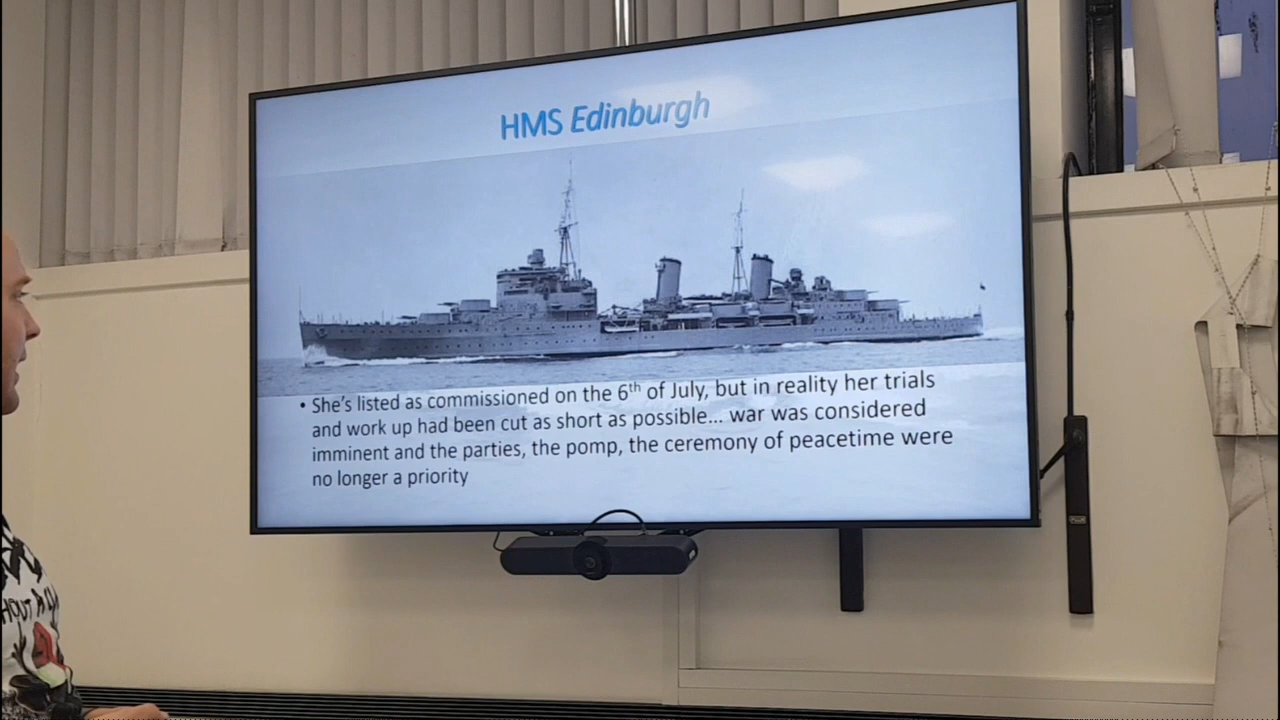 HMS Edinburgh
• She's listed as commissioned on the 6th of July, but in reality her trials
and work up had been cut as short as possible... war was considered
imminent and the parties, the pomp, the ceremony of peacetime were
no longer a priority